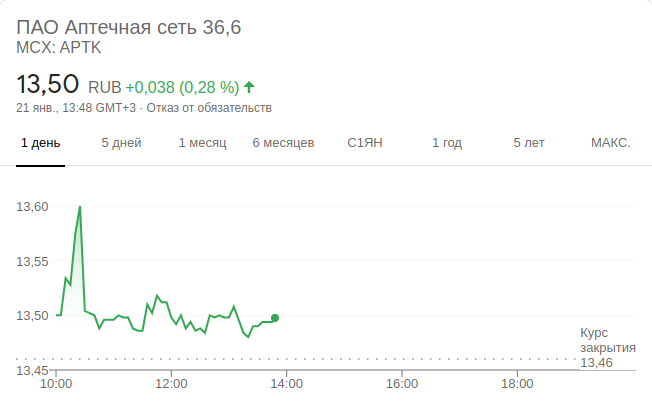 ПАО Аптечная сеть 36,6
MCX: APTK
13,50 RUB +0,038 (0,28 %)
21 янв., 13:48 GMT+3 · Отказ от обязательств
1 день 5 дней 1 месяц 6 месяцев С1ЯН 1 год 5 лет МАКС.
13,60
13,55
13,50
Курс
закрытия
13,46
13,45
10:00 12:00 14:00 16:00 18:00